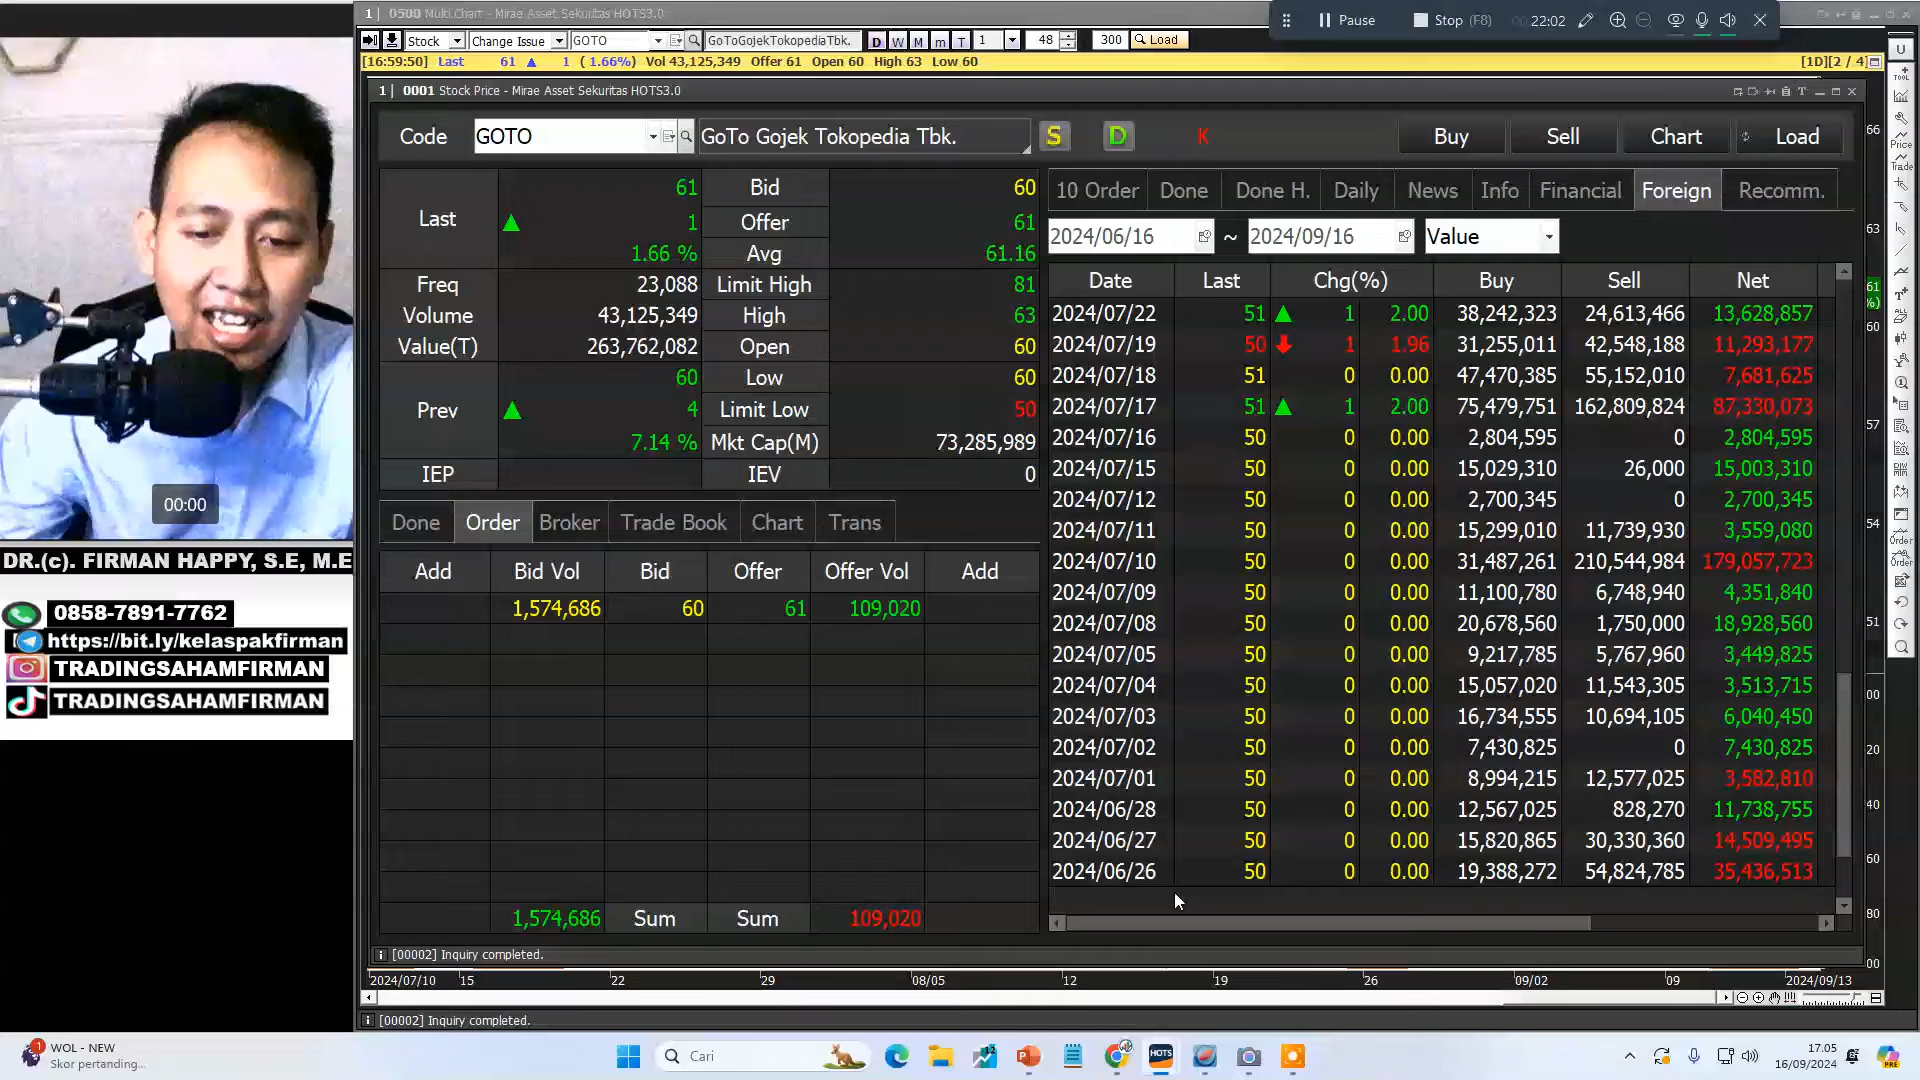 1 | 0500 Multi Chart - Mirae Asset Sekuritas HOTS3.0
Pause Stop (F8) 00:22:02
Stock Change Issue GOTO GoToGojekTokopediaTbk. D W M m T 1 48 300 Load
[16:59:50] Last 61 ▲ 1 ( 1.66%) Vol 43,125,349 Offer 61 Open 60 High 63 Low 60 [1D][2 / 4]
1 | 0001 Stock Price - Mirae Asset Sekuritas HOTS3.0
Code GOTO GoTo Gojek Tokopedia Tbk. S D K Buy Sell Chart Load
Last 61 Bid 60
▲ 1 Offer 61
1.66 % Avg 61.16
Freq 23,088 Limit High 81
Volume 43,125,349 High 63
Value(T) 263,762,082 Open 60
Prev 60 Low 60
▲ 4 Limit Low 50
7.14 % Mkt Cap(M) 73,285,989
IEP IEV 0
Done Order Broker Trade Book Chart Trans
Add Bid Vol Bid Offer Offer Vol Add
1,574,686 60 61 109,020
1,574,686 Sum Sum 109,020
10 Order Done Done H. Daily News Info Financial Foreign Recomm.
2024/06/16 ~ 2024/09/16 Value
Date Last Chg(%) Buy Sell Net
2024/07/22 51 ▲ 1 2.00 38,242,323 24,613,466 13,628,857
2024/07/19 50 1 1.96 31,255,011 42,548,188 11,293,177
2024/07/18 51 0 0.00 47,470,385 55,152,010 7,681,625
2024/07/17 51 ▲ 1 2.00 75,479,751 162,809,824 87,330,073
2024/07/16 50 0 0.00 2,804,595 0 2,804,595
2024/07/15 50 0 0.00 15,029,310 26,000 15,003,310
2024/07/12 50 0 0.00 2,700,345 0 2,700,345
2024/07/11 50 0 0.00 15,299,010 11,739,930 3,559,080
2024/07/10 50 0 0.00 31,487,261 210,544,984 179,057,723
2024/07/09 50 0 0.00 11,100,780 6,748,940 4,351,840
2024/07/08 50 0 0.00 20,678,560 1,750,000 18,928,560
2024/07/05 50 0 0.00 9,217,785 5,767,960 3,449,825
2024/07/04 50 0 0.00 15,057,020 11,543,305 3,513,715
2024/07/03 50 0 0.00 16,734,555 10,694,105 6,040,450
2024/07/02 50 0 0.00 7,430,825 0 7,430,825
2024/07/01 50 0 0.00 8,994,215 12,577,025 3,582,810
2024/06/28 50 0 0.00 12,567,025 828,270 11,738,755
2024/06/27 50 0 0.00 15,820,865 30,330,360 14,509,495
2024/06/26 50 0 0.00 19,388,272 54,824,785 35,436,513
[00002] Inquiry completed.
2024/07/10 15 22 29 08/05 12 19 26 09/02 09 2024/09/13
[00002] Inquiry completed.
66
63
61
%)
60
57
54
51
00
20
40
60
80
00
U
TOOL
Price
Trade
Order
Order
00:00
DR.(c). FIRMAN HAPPY, S.E, M.E
0858-7891-7762
https://bit.ly/kelaspakfirman
TRADINGSAHAMFIRMAN
TRADINGSAHAMFIRMAN
1
WOL - NEW
Skor pertanding...
Cari
HOTS
17.05
16/09/2024
PRE